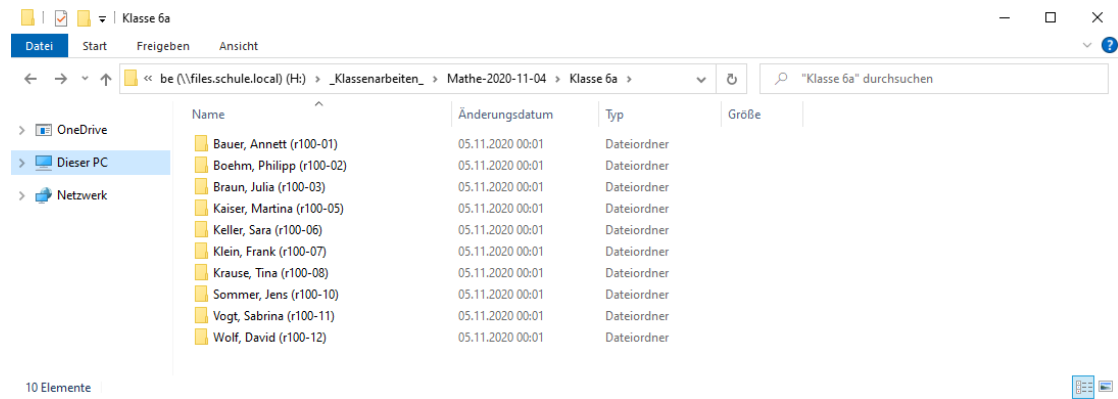 Klasse 6a
Datei Start Freigeben Ansicht
« be (\\files.schule.local) (H:) › _Klassenarbeiten_ › Mathe-2020-11-04 › Klasse 6a ›
"Klasse 6a" durchsuchen
OneDrive
Dieser PC
Netzwerk
Name Änderungsdatum Typ Größe
Bauer, Annett (r100-01) 05.11.2020 00:01 Dateiordner
Boehm, Philipp (r100-02) 05.11.2020 00:01 Dateiordner
Braun, Julia (r100-03) 05.11.2020 00:01 Dateiordner
Kaiser, Martina (r100-05) 05.11.2020 00:01 Dateiordner
Keller, Sara (r100-06) 05.11.2020 00:01 Dateiordner
Klein, Frank (r100-07) 05.11.2020 00:01 Dateiordner
Krause, Tina (r100-08) 05.11.2020 00:01 Dateiordner
Sommer, Jens (r100-10) 05.11.2020 00:01 Dateiordner
Vogt, Sabrina (r100-11) 05.11.2020 00:01 Dateiordner
Wolf, David (r100-12) 05.11.2020 00:01 Dateiordner
10 Elemente